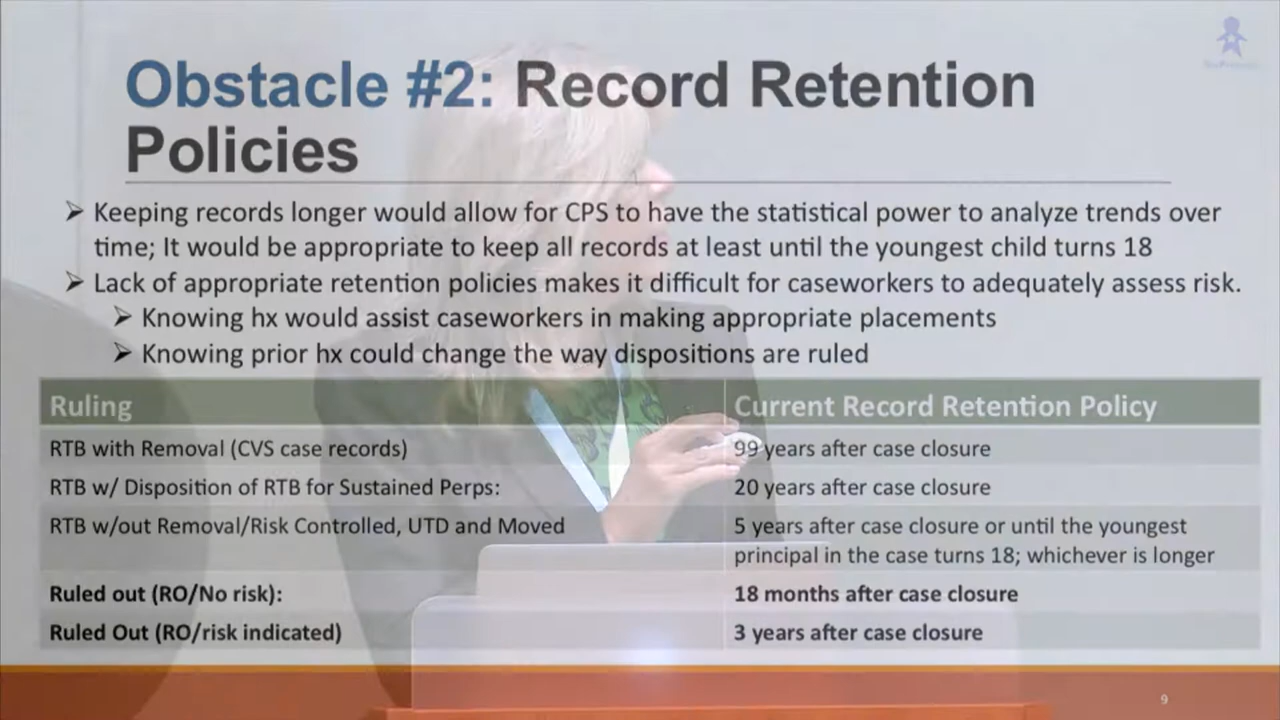 Obstacle #2: Record Retention
Policies
➢ Keeping records longer would allow for CPS to have the statistical power to analyze trends over
time; It would be appropriate to keep all records at least until the youngest child turns 18
➢ Lack of appropriate retention policies makes it difficult for caseworkers to adequately assess risk.
➢ Knowing hx would assist caseworkers in making appropriate placements
➢ Knowing prior hx could change the way dispositions are ruled
Ruling Current Record Retention Policy
RTB with Removal (CVS case records) 99 years after case closure
RTB w/ Disposition of RTB for Sustained Perps: 20 years after case closure
RTB w/out Removal/Risk Controlled, UTD and Moved 5 years after case closure or until the youngest
principal in the case turns 18; whichever is longer
Ruled out (RO/No risk): 18 months after case closure
Ruled Out (RO/risk indicated) 3 years after case closure
9